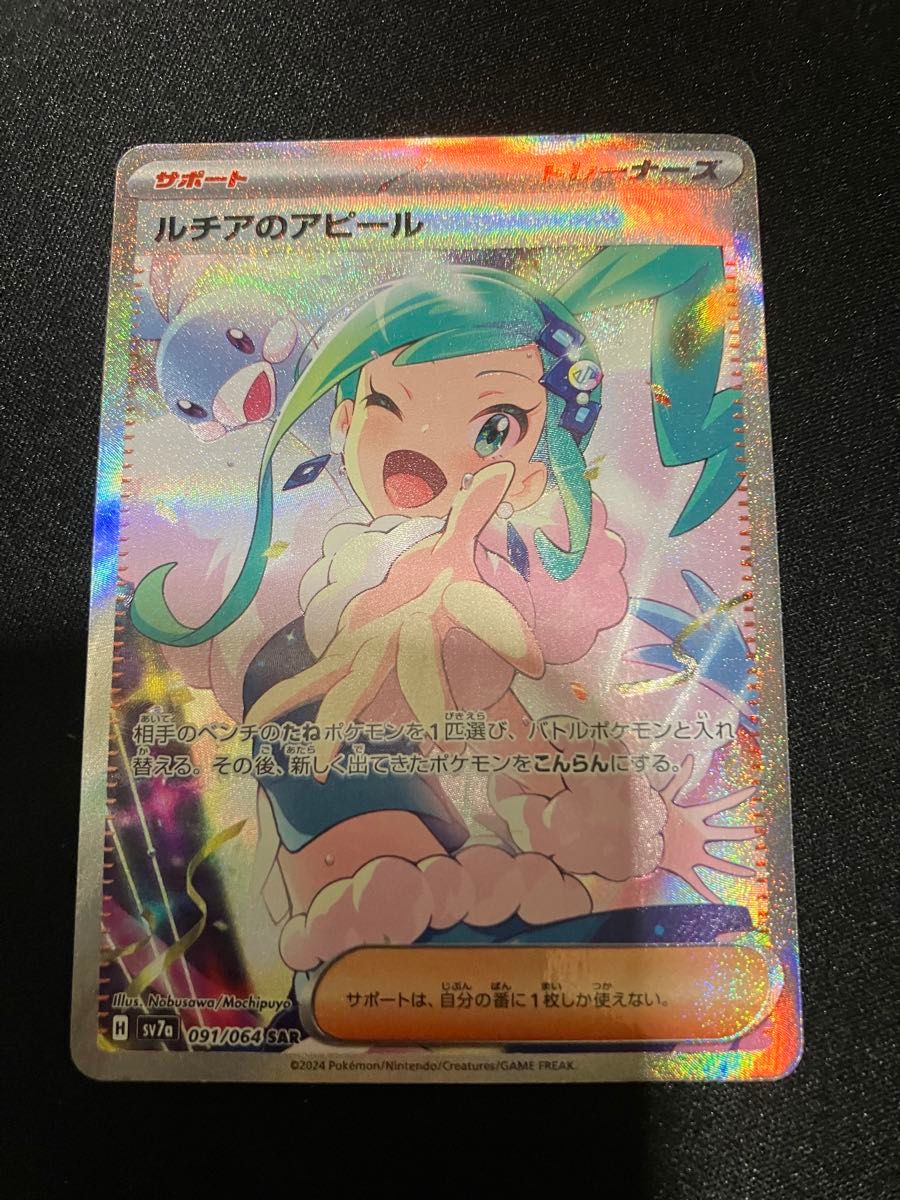 サポート
トレーナーズ
ルチアのアピール
相手のベンチのたねポケモンを1匹選び、バトルポケモンと入れ
替える。その後、新しく出てきたポケモンをこんらんにする。
サポートは、自分の番に1枚しか使えない。
Illus. Nobusawa/Mochipuyo
H sv7a 091/064 SAR
©2024 Pokémon/Nintendo/Creatures/GAME FREAK.